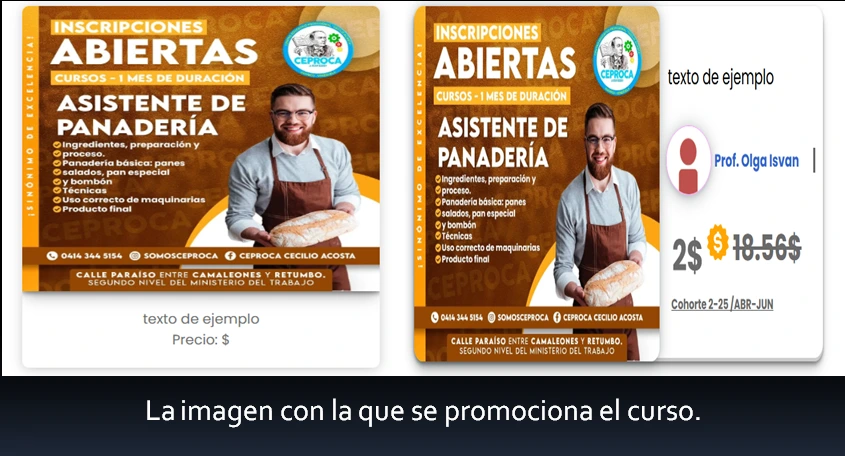 INSCRIPCIONES
ABIERTAS
CURSOS - 1 MES DE DURACIÓN
ASISTENTE DE
PANADERÍA
Ingredientes, preparación y
proceso.
Panadería básica: panes
salados, pan especial
y bombón
Técnicas
Uso correcto de maquinarias
Producto final
¡SINÓNIMO DE EXCELENCIA!
CEPROCA
0414 344 5154 SOMOSCEPROCA CEPROCA CECILIO ACOSTA
CALLE PARAÍSO ENTRE CAMALEONES Y RETUMBO.
SEGUNDO NIVEL DEL MINISTERIO DEL TRABAJO
texto de ejemplo
Precio: $
INSCRIPCIONES
ABIERTAS
CURSOS - 1 MES DE DURACIÓN
ASISTENTE DE
PANADERÍA
Ingredientes, preparación y
proceso.
Panadería básica: panes
salados, pan especial
y bombón
Técnicas
Uso correcto de maquinarias
Producto final
¡SINÓNIMO DE EXCELENCIA!
CEPROCA
0414 344 5154 SOMOSCEPROCA CEPROCA CECILIO ACOSTA
CALLE PARAÍSO ENTRE CAMALEONES Y RETUMBO.
SEGUNDO NIVEL DEL MINISTERIO DEL TRABAJO
texto de ejemplo
Prof. Olga Isvan |
2$ $ 18.56$
Cohorte 2-25 /ABR-JUN
La imagen con la que se promociona el curso.